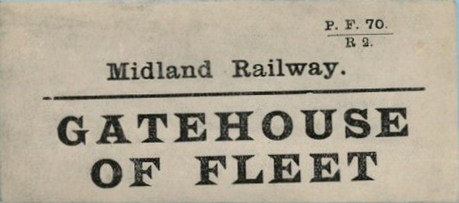 P. F. 70.
R 2.
Midland Railway.
GATEHOUSE
OF FLEET